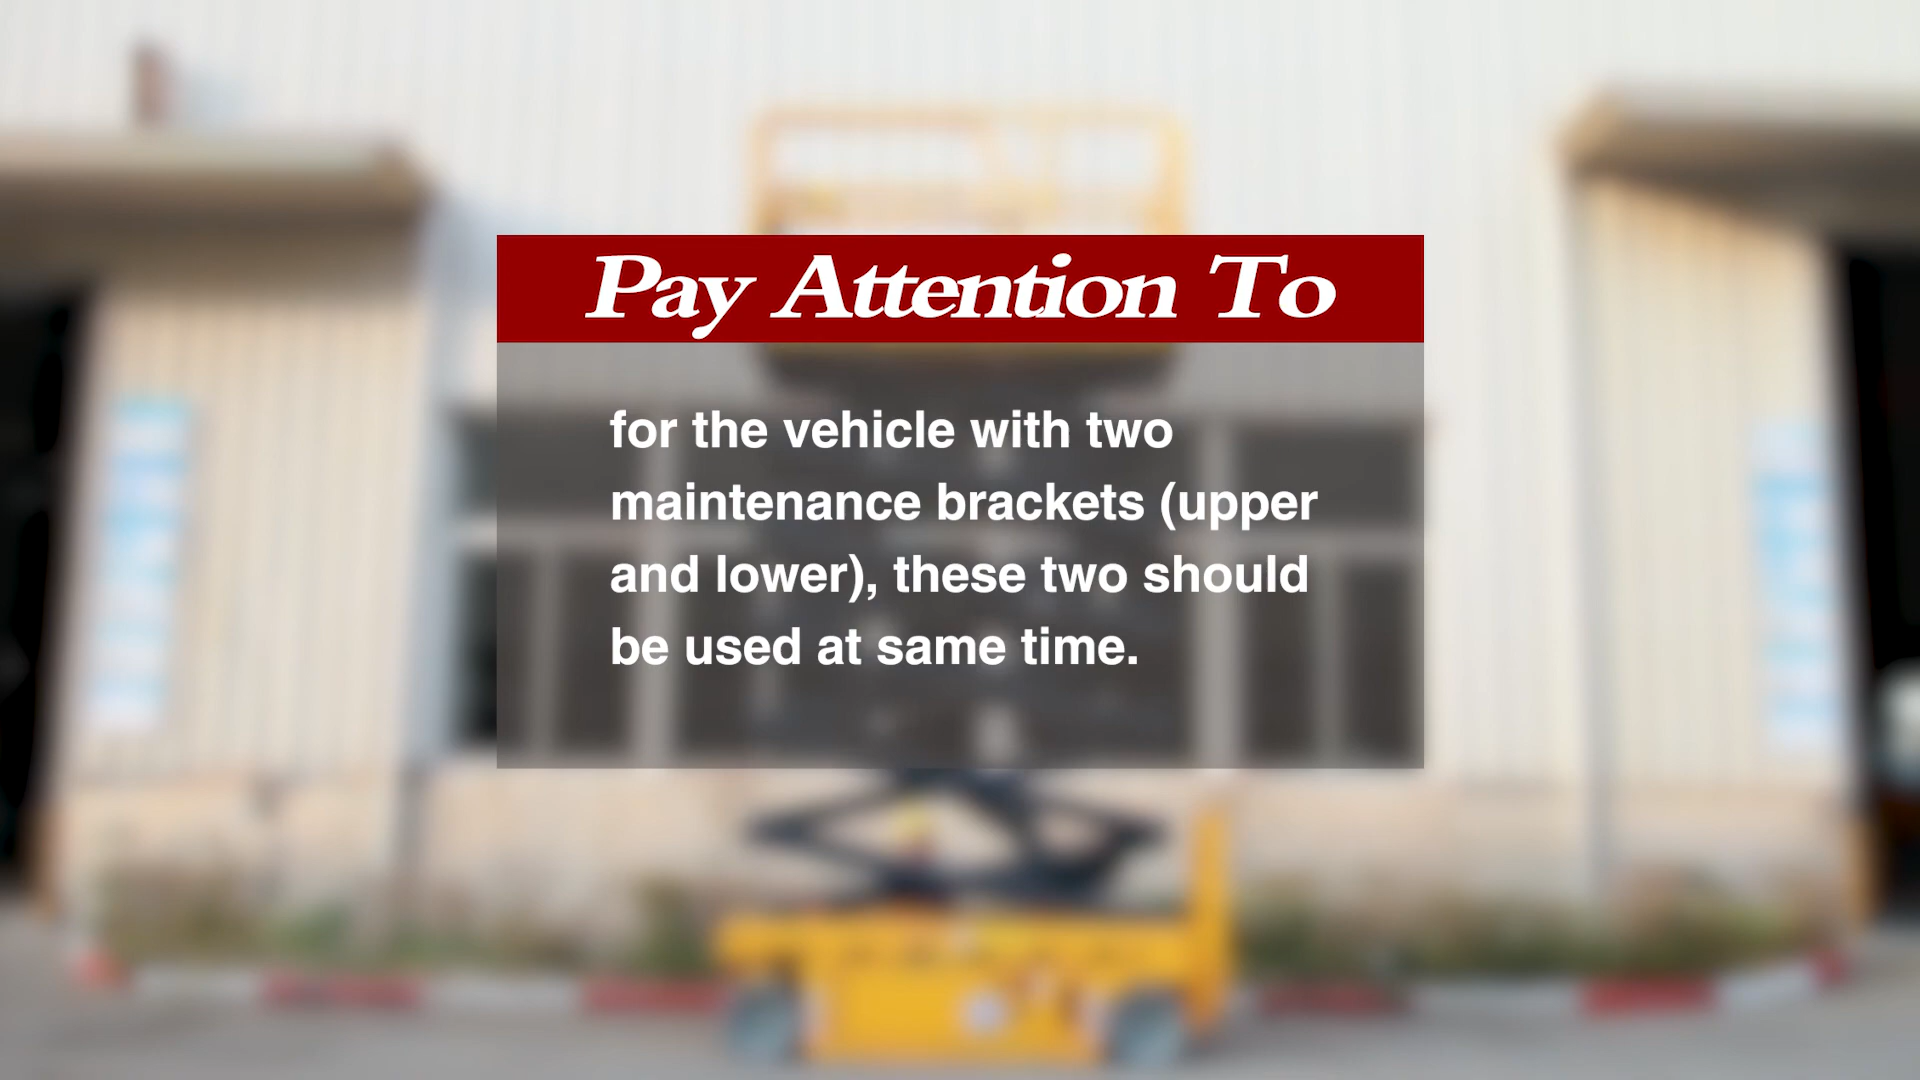 Pay Attention To
for the vehicle with two
maintenance brackets (upper
and lower), these two should
be used at same time.